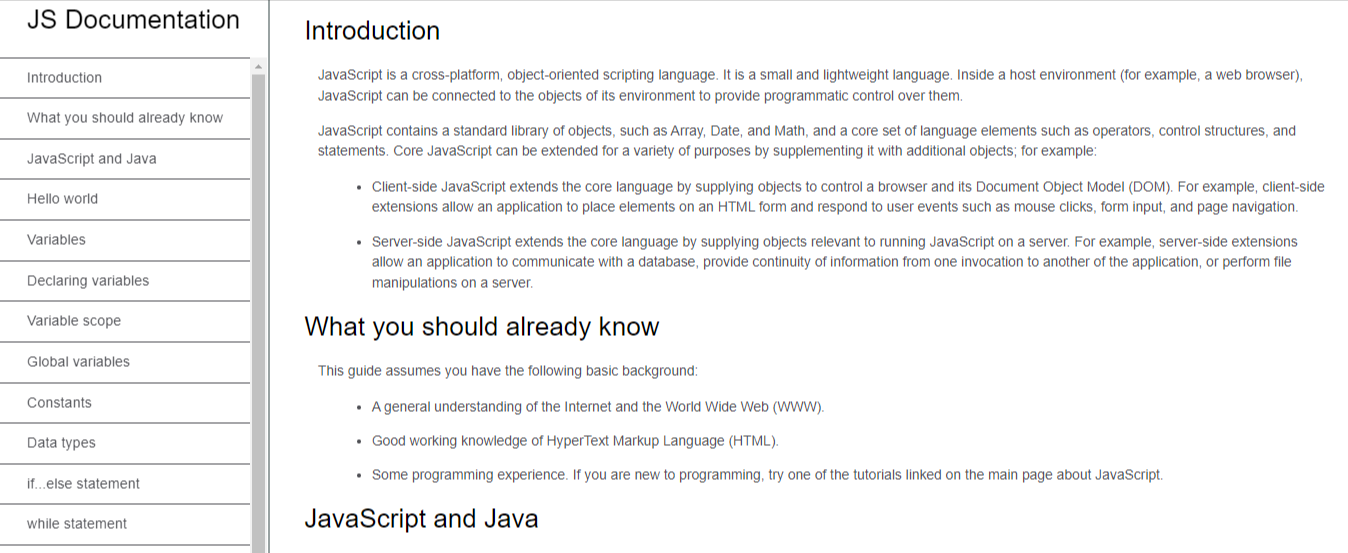 JS Documentation
Introduction
What you should already know
JavaScript and Java
Hello world
Variables
Declaring variables
Variable scope
Global variables
Constants
Data types
if...else statement
while statement
Introduction
JavaScript is a cross-platform, object-oriented scripting language. It is a small and lightweight language. Inside a host environment (for example, a web browser),
JavaScript can be connected to the objects of its environment to provide programmatic control over them.
JavaScript contains a standard library of objects, such as Array, Date, and Math, and a core set of language elements such as operators, control structures, and
statements. Core JavaScript can be extended for a variety of purposes by supplementing it with additional objects; for example:
• Client-side JavaScript extends the core language by supplying objects to control a browser and its Document Object Model (DOM). For example, client-side
extensions allow an application to place elements on an HTML form and respond to user events such as mouse clicks, form input, and page navigation.
• Server-side JavaScript extends the core language by supplying objects relevant to running JavaScript on a server. For example, server-side extensions
allow an application to communicate with a database, provide continuity of information from one invocation to another of the application, or perform file
manipulations on a server.
What you should already know
This guide assumes you have the following basic background:
• A general understanding of the Internet and the World Wide Web (WWW).
• Good working knowledge of HyperText Markup Language (HTML).
• Some programming experience. If you are new to programming, try one of the tutorials linked on the main page about JavaScript.
JavaScript and Java